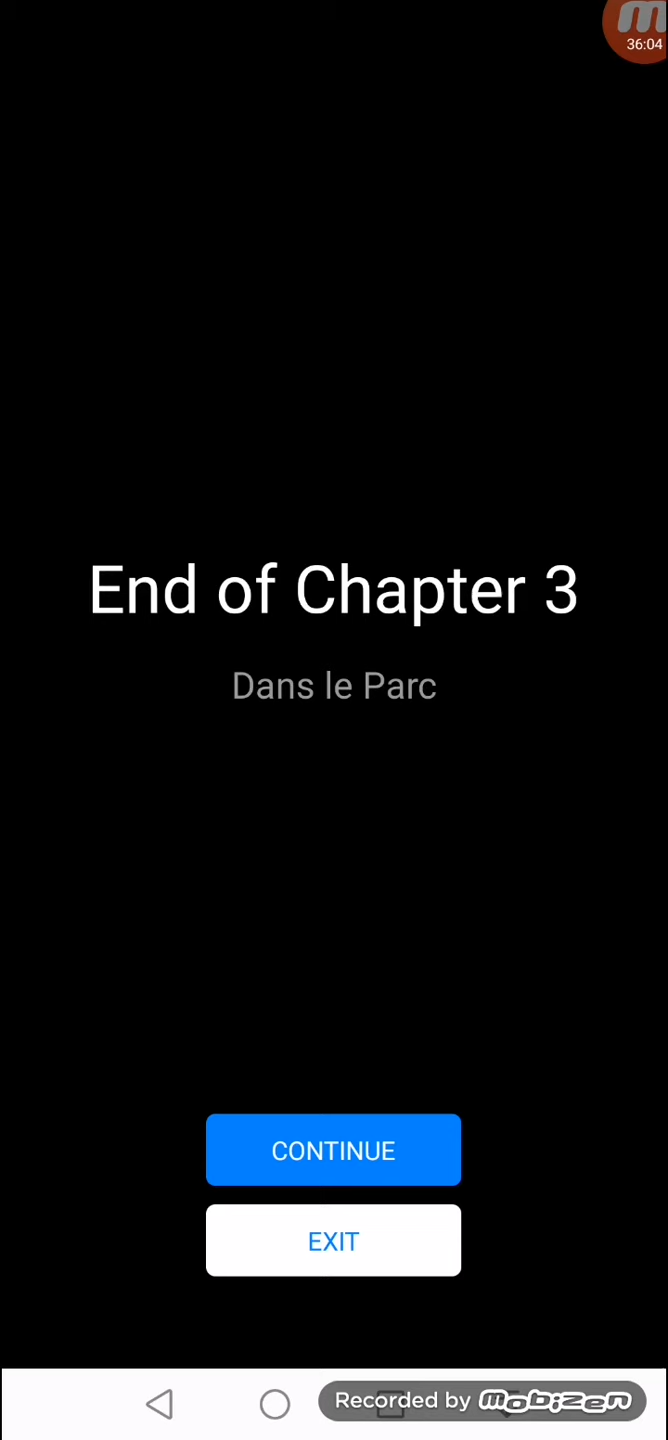 36:04
End of Chapter 3
Dans le Parc
CONTINUE
EXIT
Recorded by mobizen